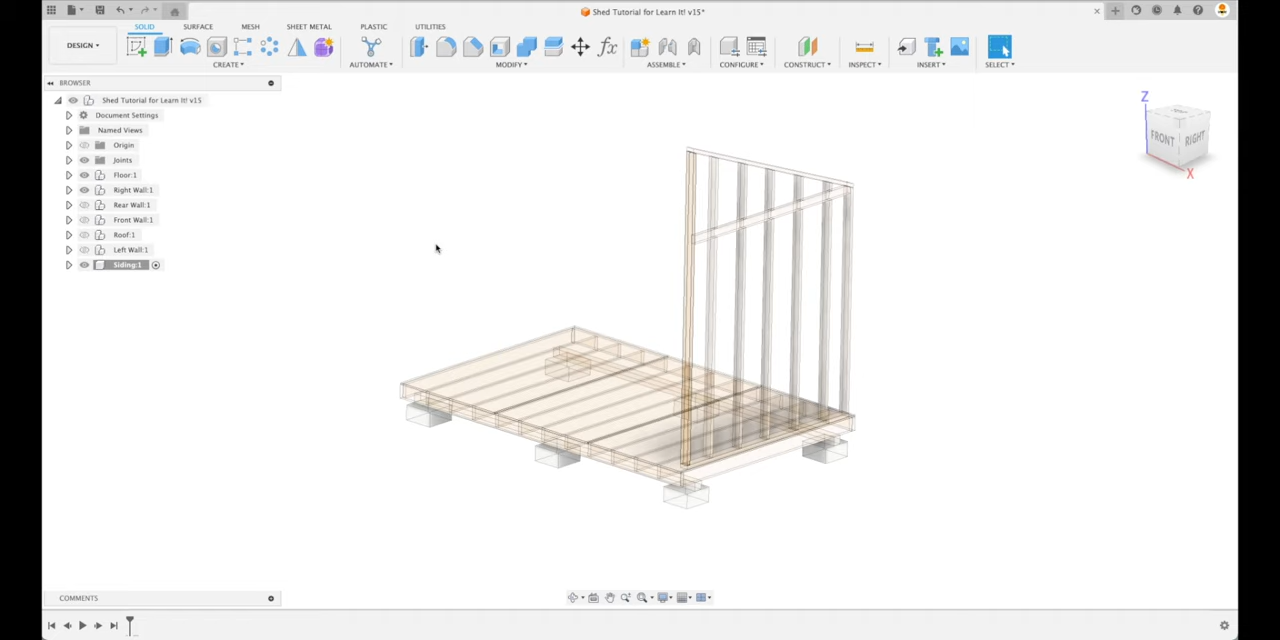 Shed Tutorial for Learn It! v15*
SOLID SURFACE MESH SHEET METAL PLASTIC UTILITIES
DESIGN
CREATE AUTOMATE MODIFY ASSEMBLE CONFIGURE CONSTRUCT INSPECT INSERT SELECT
BROWSER
Shed Tutorial for Learn It! v15
Document Settings
Named Views
Origin
Joints
Floor:1
Right Wall:1
Rear Wall:1
Front Wall:1
Roof:1
Left Wall:1
Siding:1
Z
FRONT RIGHT
X
COMMENTS